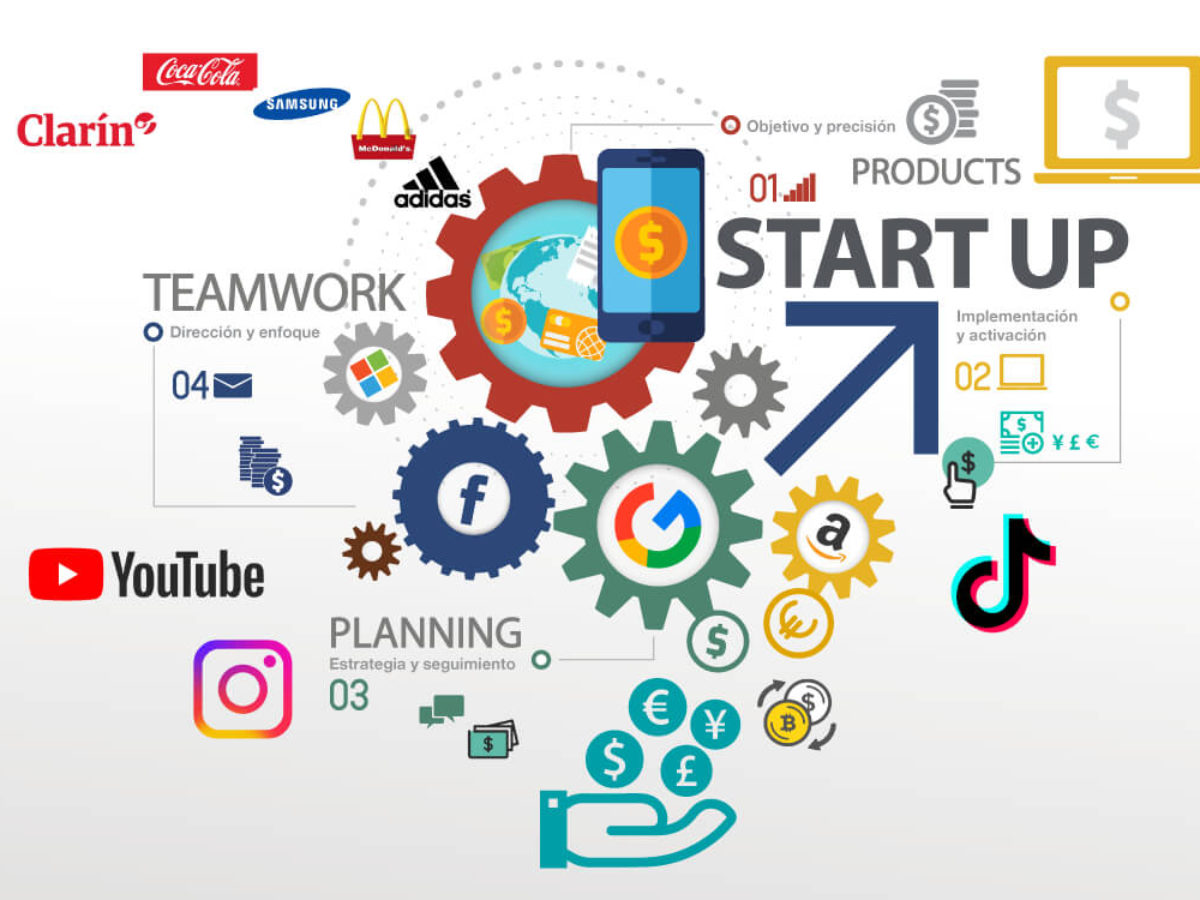 Coca-Cola
SAMSUNG
Clarín
McDonald's
adidas
Objetivo y precisión
$
$
PRODUCTS
01
$
START UP
TEAMWORK
Dirección y enfoque
04
$
Implementación
y activación
02
$
¥ £ €
$
$
f
G
a
YouTube
PLANNING
Estrategia y seguimiento
03
$
€
$
€
¥
$
£
$
B